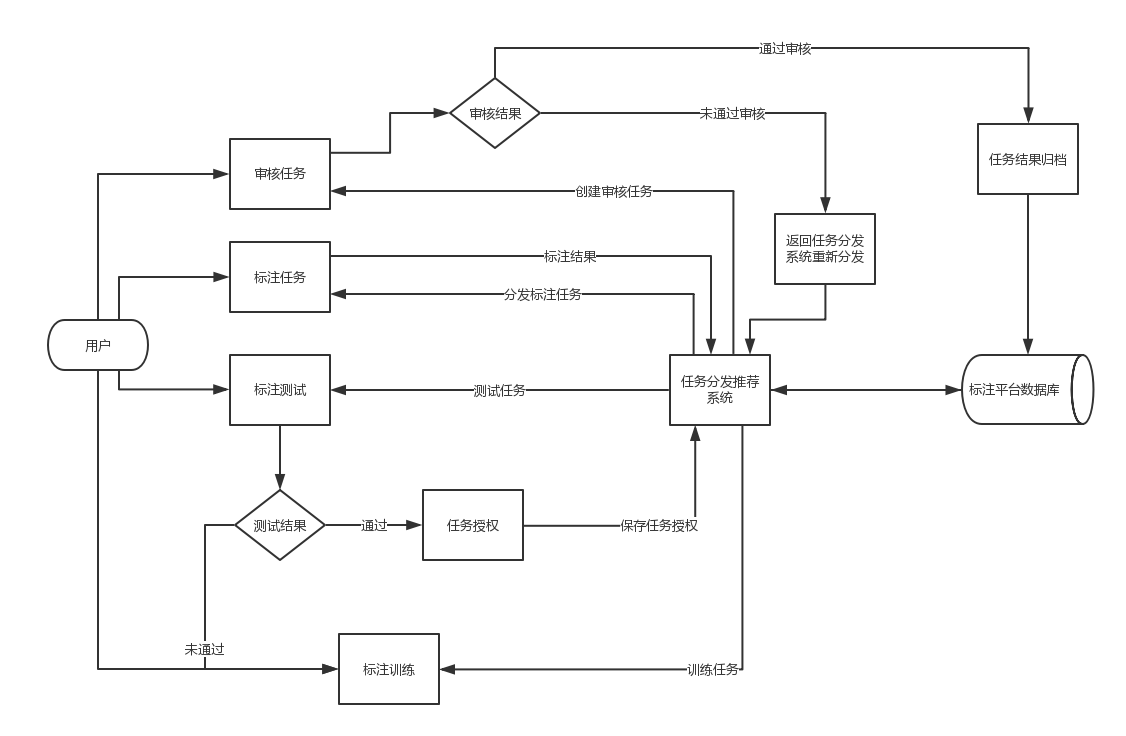 通过审核
审核结果
未通过审核
任务结果归档
审核任务
创建审核任务
返回任务分发
系统重新分发
标注结果
标注任务
分发标注任务
用户
标注测试
测试任务
任务分发推荐
系统
标注平台数据库
测试结果
通过
任务授权
保存任务授权
未通过
标注训练
训练任务